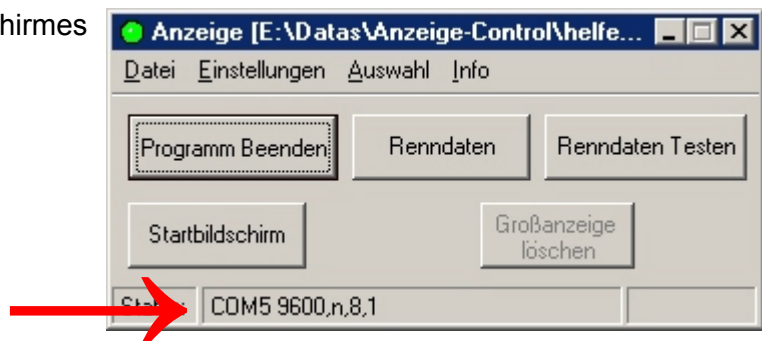 hirmes
Anzeige [E:\Datas\Anzeige-Control\helfe...
Datei Einstellungen Auswahl Info
Programm Beenden Renndaten Renndaten Testen
Startbildschirm Großanzeige
löschen
COM5 9600,n,8,1